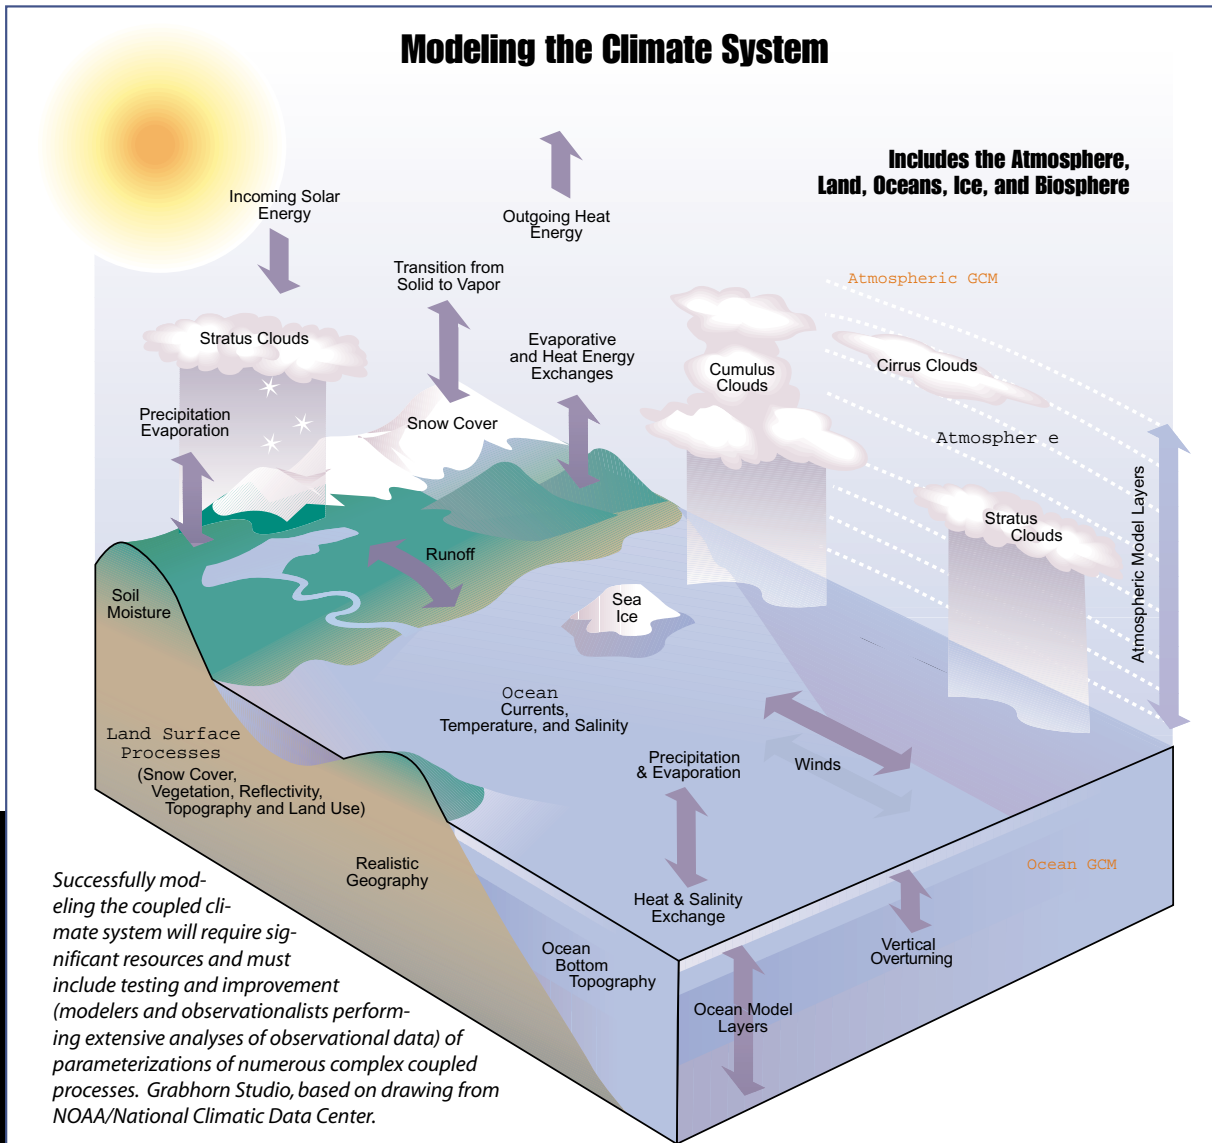 Modeling the Climate System
Includes the Atmosphere,
Land, Oceans, Ice, and Biosphere
Incoming Solar
Energy
Outgoing Heat
Energy
Transition from
Solid to Vapor
Atmospheric GCM
Stratus Clouds
Evaporative
and Heat Energy
Exchanges
Cumulus
Clouds
Cirrus Clouds
Precipitation
Evaporation
Snow Cover
Atmospher e
Atmospheric Model Layers
Stratus
Clouds
Runoff
Soil
Moisture
Sea
Ice
Ocean
Currents,
Temperature, and Salinity
Land Surface
Processes
(Snow Cover,
Vegetation, Reflectivity,
Topography and Land Use)
Precipitation
& Evaporation
Winds
Realistic
Geography
Ocean GCM
Heat & Salinity
Exchange
Vertical
Overturning
Ocean
Bottom
Topography
Ocean Model
Layers
Successfully mod-
eling the coupled cli-
mate system will require sig-
nificant resources and must
include testing and improvement
(modelers and observationalists perform-
ing extensive analyses of observational data) of
parameterizations of numerous complex coupled
processes. Grabhorn Studio, based on drawing from
NOAA/National Climatic Data Center.